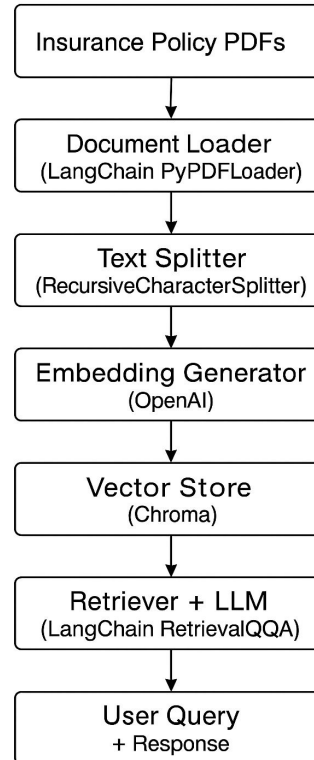 Insurance Policy PDFs
Document Loader
(LangChain PyPDFLoader)
Text Splitter
(RecursiveCharacterSplitter)
Embedding Generator
(OpenAI)
Vector Store
(Chroma)
Retriever + LLM
(LangChain RetrievalQQA)
User Query
+ Response